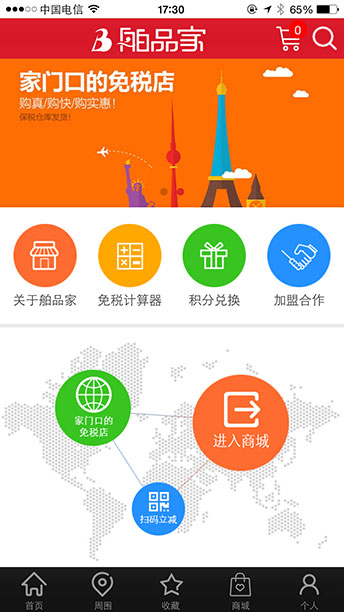 中国电信
17:30
65%
舶品家
0
家门口的免税店
购真/购快/购实惠!
保税仓库发货!
关于舶品家
免税计算器
积分兑换
加盟合作
家门口的
免税店
进入商城
扫码立减
首页
周围
收藏
商城
个人